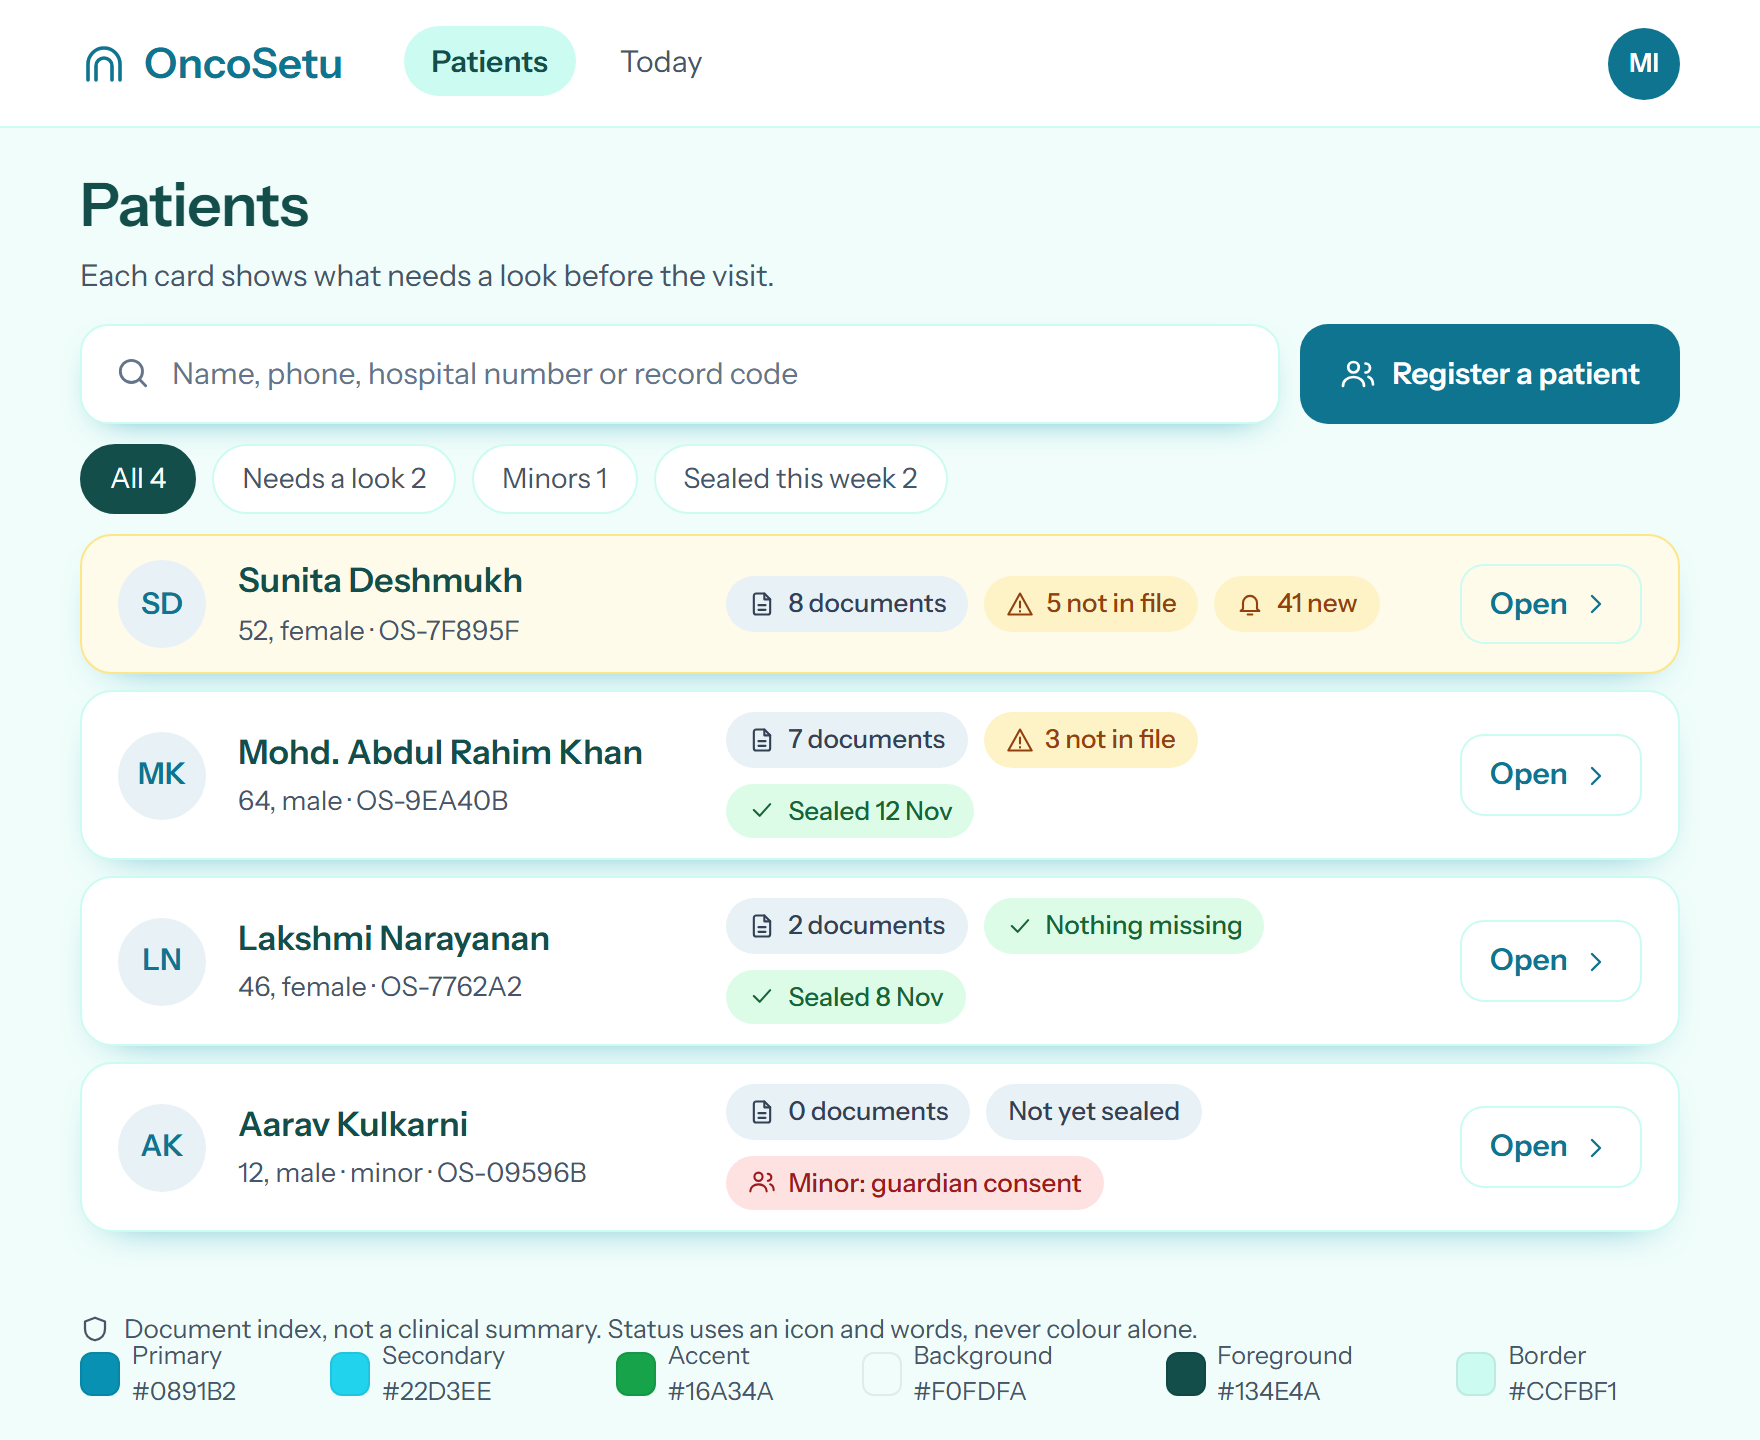 OncoSetu
Patients
Today
MI
Patients
Each card shows what needs a look before the visit.
Name, phone, hospital number or record code
Register a patient
All 4
Needs a look 2
Minors 1
Sealed this week 2
SD
Sunita Deshmukh
52, female · OS-7F895F
8 documents
5 not in file
41 new
Open
MK
Mohd. Abdul Rahim Khan
64, male · OS-9EA40B
7 documents
3 not in file
Sealed 12 Nov
Open
LN
Lakshmi Narayanan
46, female · OS-7762A2
2 documents
Nothing missing
Sealed 8 Nov
Open
AK
Aarav Kulkarni
12, male · minor · OS-09596B
0 documents
Not yet sealed
Minor: guardian consent
Open
Document index, not a clinical summary. Status uses an icon and words, never colour alone.
Primary
#0891B2
Secondary
#22D3EE
Accent
#16A34A
Background
#F0FDFA
Foreground
#134E4A
Border
#CCFBF1